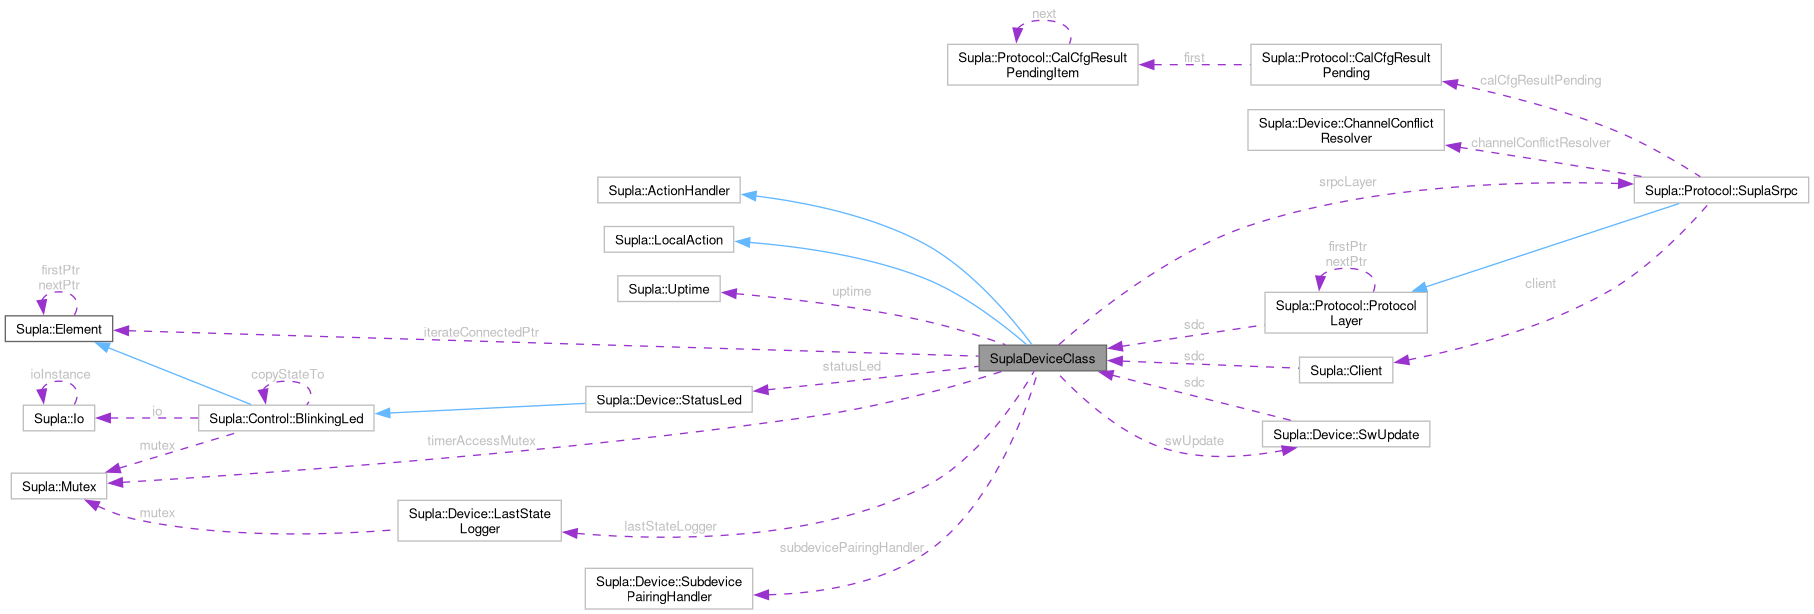 next
Supla::Protocol::CalCfgResult
PendingItem
first
Supla::Protocol::CalCfgResult
Pending
calCfgResultPending
Supla::Device::ChannelConflict
Resolver
channelConflictResolver
Supla::ActionHandler
srpcLayer
Supla::Protocol::SuplaSrpc
Supla::LocalAction
firstPtr
nextPtr
firstPtr
nextPtr
Supla::Uptime
uptime
Supla::Protocol::Protocol
Layer
client
Supla::Element
iterateConnectedPtr
sdc
SuplaDeviceClass
sdc
Supla::Client
ioInstance
copyStateTo
statusLed
sdc
Supla::Io
io
Supla::Control::BlinkingLed
Supla::Device::StatusLed
mutex
timerAccessMutex
swUpdate
Supla::Device::SwUpdate
Supla::Mutex
mutex
Supla::Device::LastState
Logger
lastStateLogger
subdevicePairingHandler
Supla::Device::Subdevice
PairingHandler